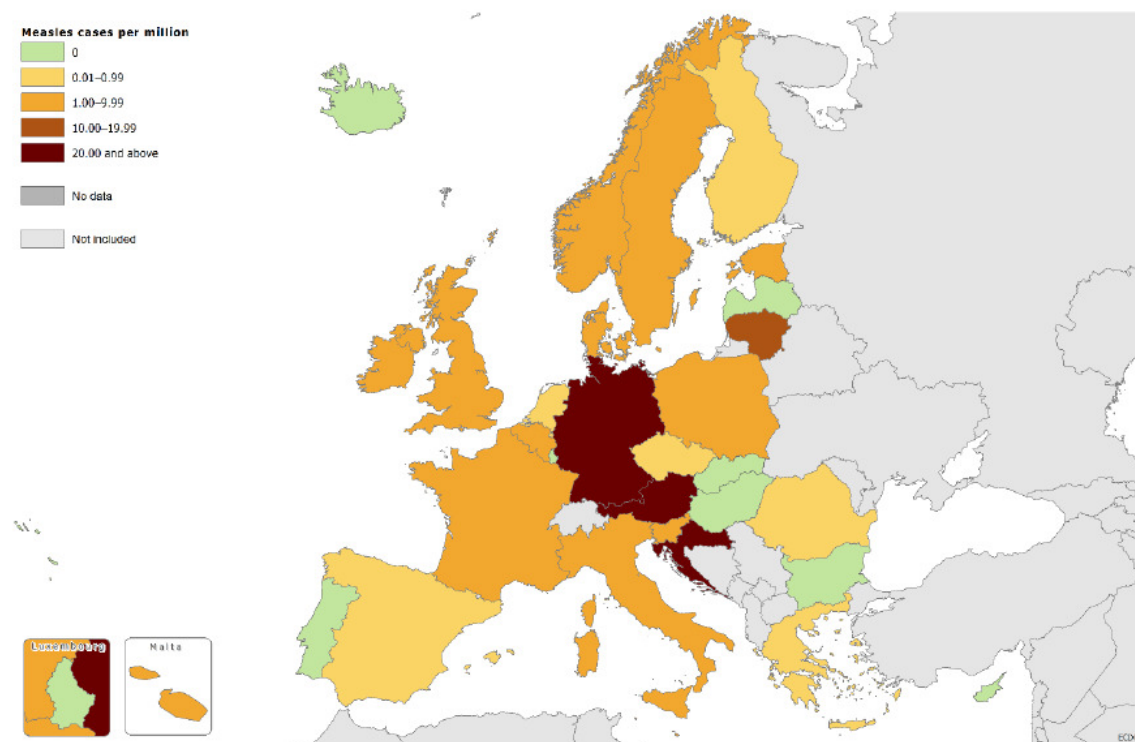 Measles cases per million
0
0.01–0.99
1.00–9.99
10.00–19.99
20.00 and above
No data
Not included
Luxembourg
Malta